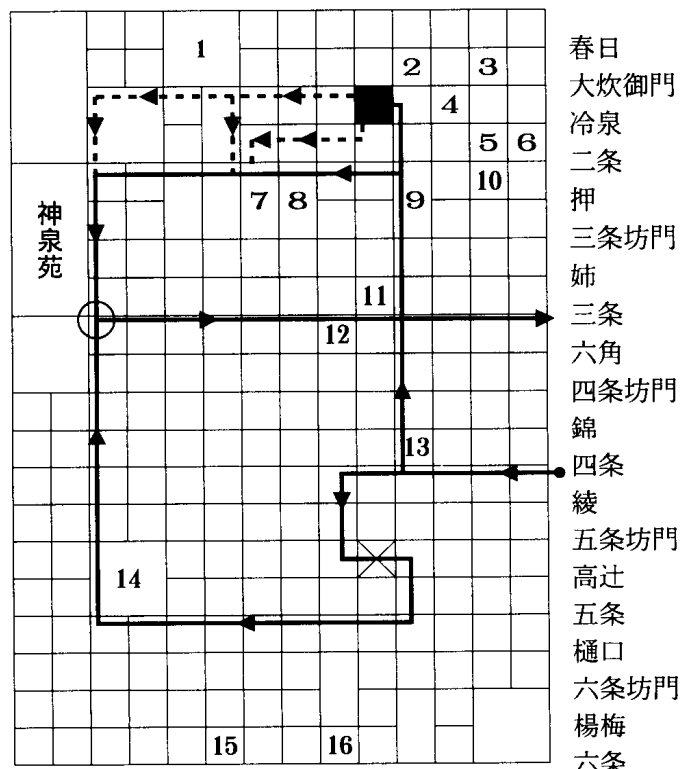 1
2 3
4
5 6
7 8 9 10
11
12
13
14
15 16
神泉苑
春日
大炊御門
冷泉
二条
押
三条坊門
姉
三条
六角
四条坊門
錦
四条
綾
五条坊門
高辻
五条
樋口
六条坊門
楊梅
六条